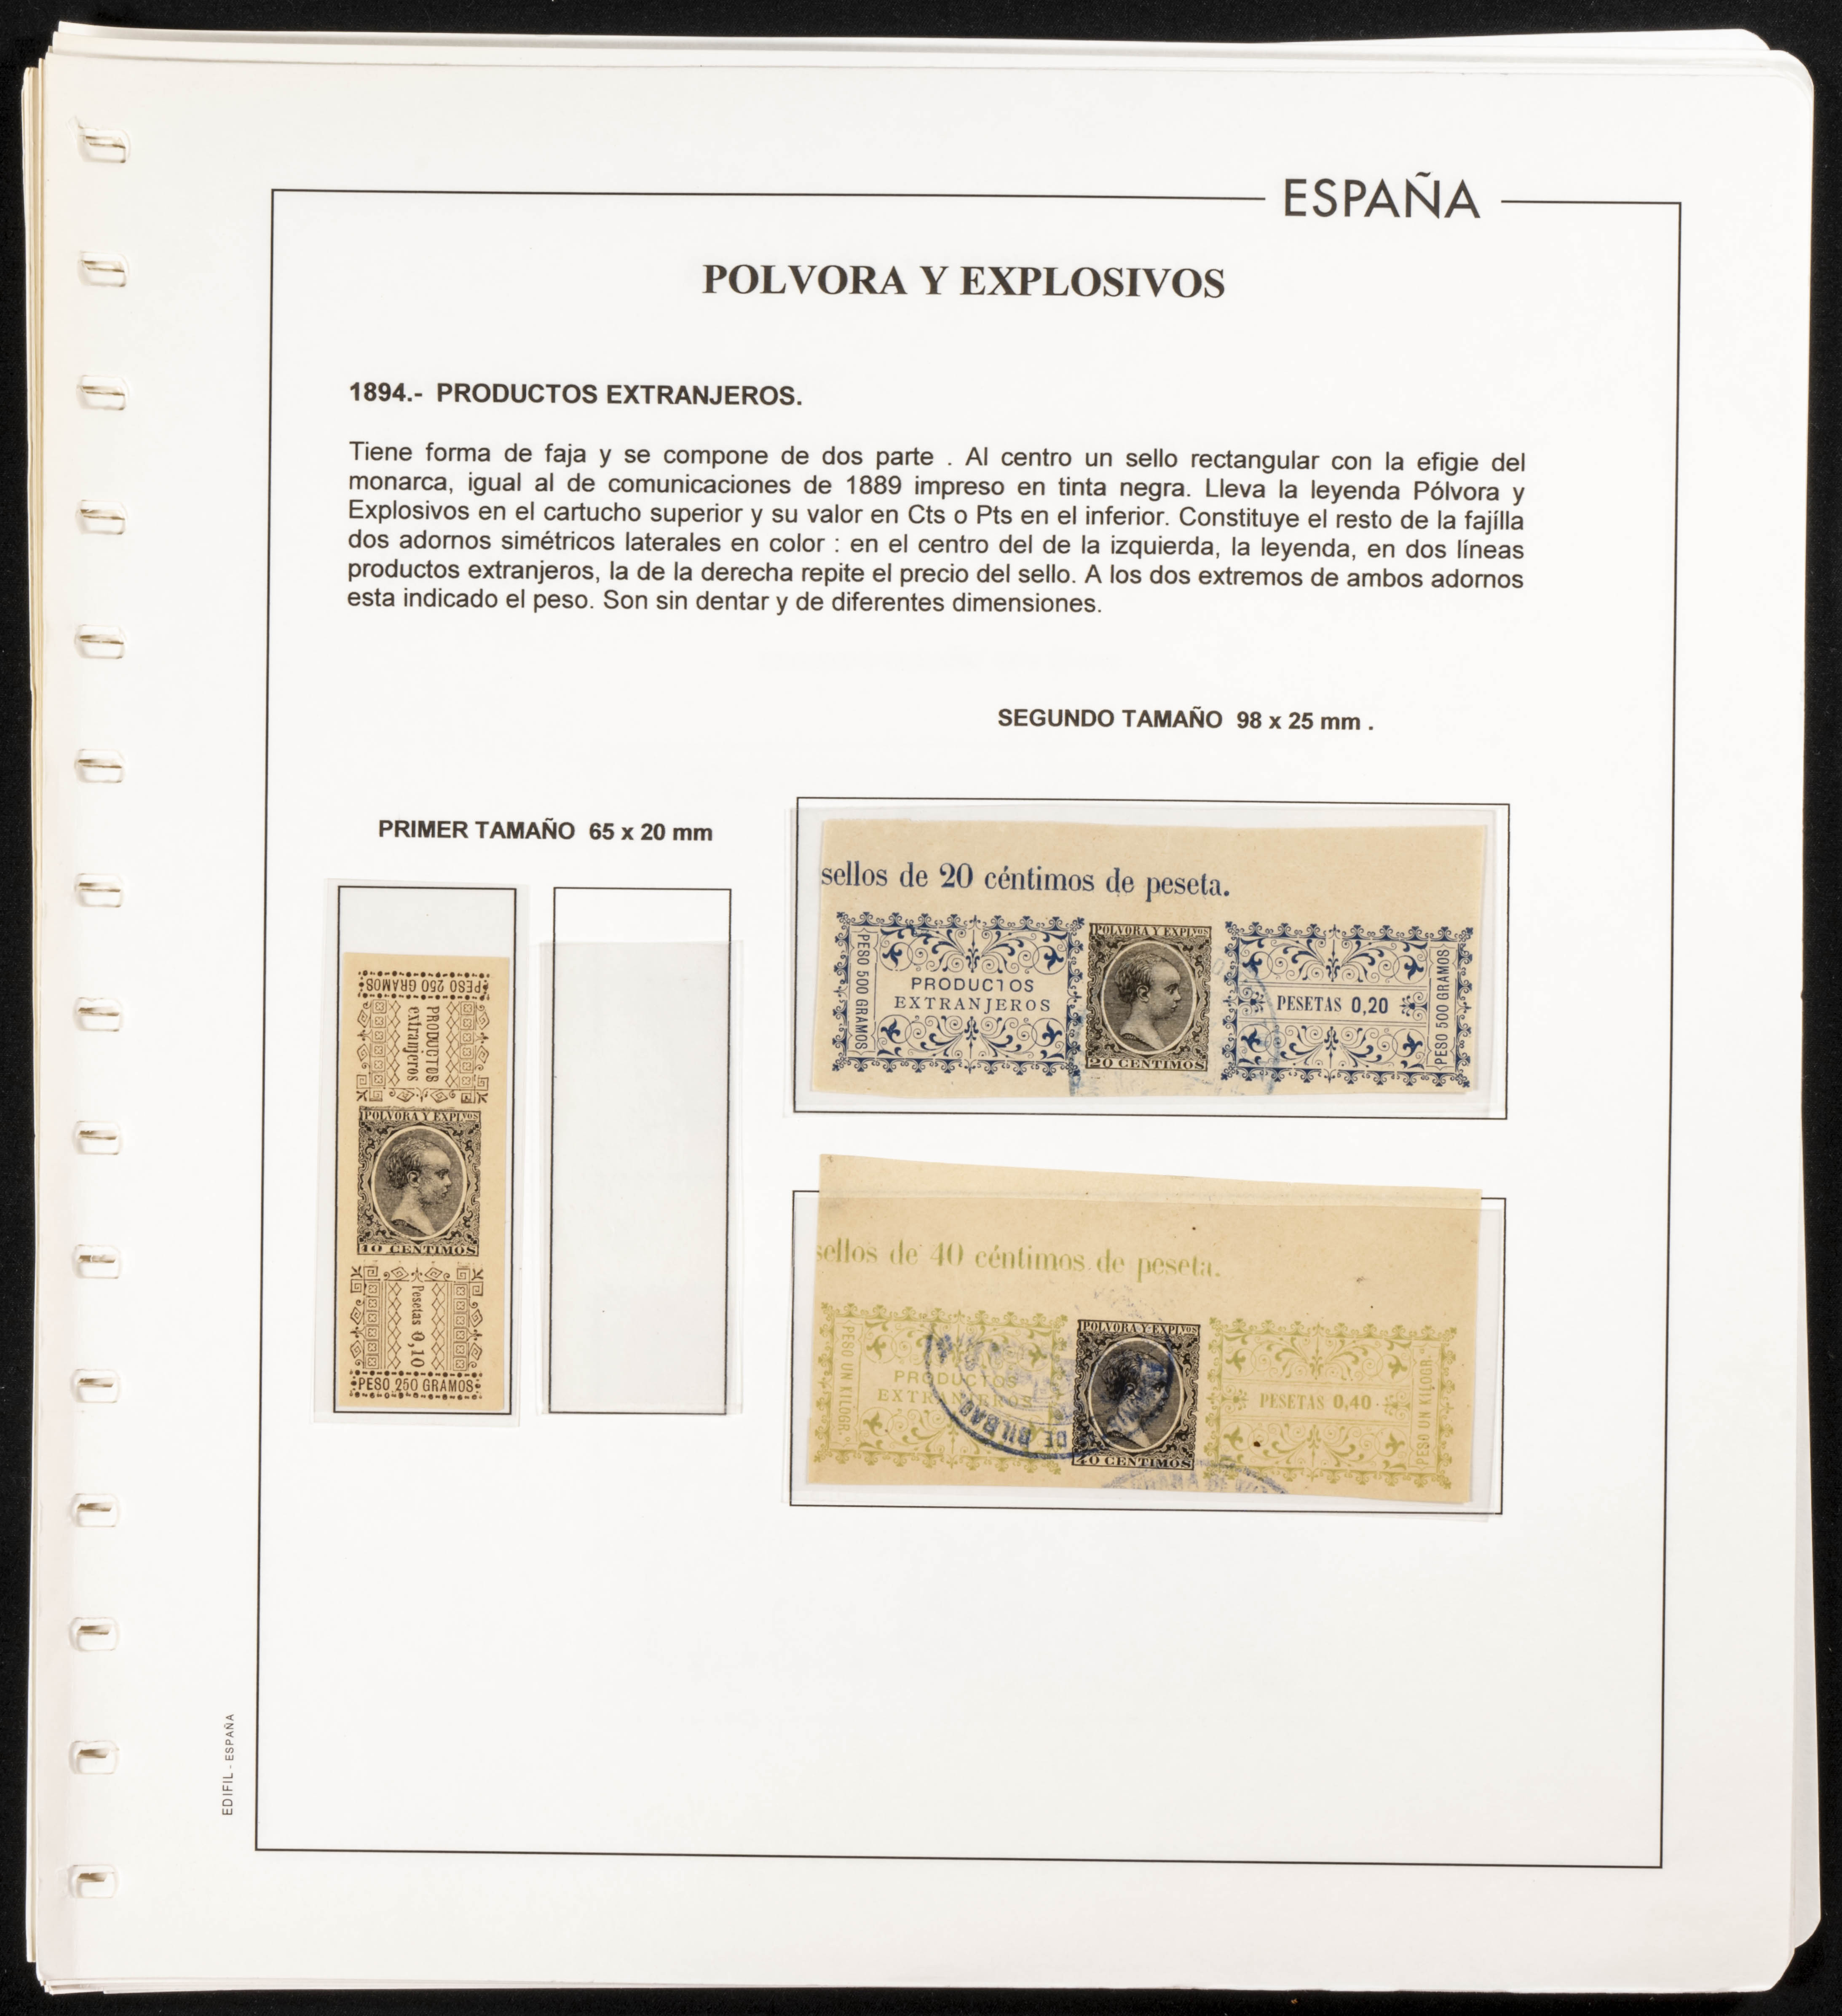 ESPAÑA
POLVORA Y EXPLOSIVOS
1894.- PRODUCTOS EXTRANJEROS.
Tiene forma de faja y se compone de dos parte . Al centro un sello rectangular con la efigie del
monarca, igual al de comunicaciones de 1889 impreso en tinta negra. Lleva la leyenda Pólvora y
Explosivos en el cartucho superior y su valor en Cts o Pts en el inferior. Constituye el resto de la fajílla
dos adornos simétricos laterales en color : en el centro del de la izquierda, la leyenda, en dos líneas
productos extranjeros, la de la derecha repite el precio del sello. A los dos extremos de ambos adornos
esta indicado el peso. Son sin dentar y de diferentes dimensiones.
SEGUNDO TAMAÑO 98 x 25 mm .
PRIMER TAMAÑO 65 x 20 mm
PESO 250 GRAMOS
PRODUCTOS
extranjeros
POLVORA Y EXPLVOS
10 CENTIMOS
Pesetas 0,10
PESO 250 GRAMOS
sellos de 20 céntimos de peseta.
PESO 500 GRAMOS
PRODUCTOS
EXTRANJEROS
POLVORA Y EXPLVOS
20 CENTIMOS
PESETAS 0,20
PESO 500 GRAMOS
sellos de 40 céntimos de peseta.
PESO UN KILOGR.
PRODUCTOS
EXTRANJEROS
POLVORA Y EXPLVOS
40 CENTIMOS
PESETAS 0,40
PESO UN KILOGR.
DE BILBAO
EDIFIL - ESPAÑA